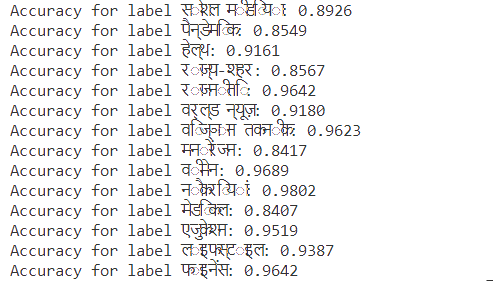 Accuracy for label सोशल मीडिया: 0.8926
Accuracy for label पैन्डेमिक: 0.8549
Accuracy for label हेल्थ: 0.9161
Accuracy for label राज्य-शहर: 0.8567
Accuracy for label राजनीति: 0.9642
Accuracy for label वर्ल्ड न्यूज़: 0.9180
Accuracy for label विज्ञान तकनीक: 0.9623
Accuracy for label मनोरंजन: 0.8417
Accuracy for label वीमेन: 0.9689
Accuracy for label नौकरियां: 0.9802
Accuracy for label मेडिकल: 0.8407
Accuracy for label एजुकेशन: 0.9519
Accuracy for label लाइफस्टाइल: 0.9387
Accuracy for label फाइनेंस: 0.9642